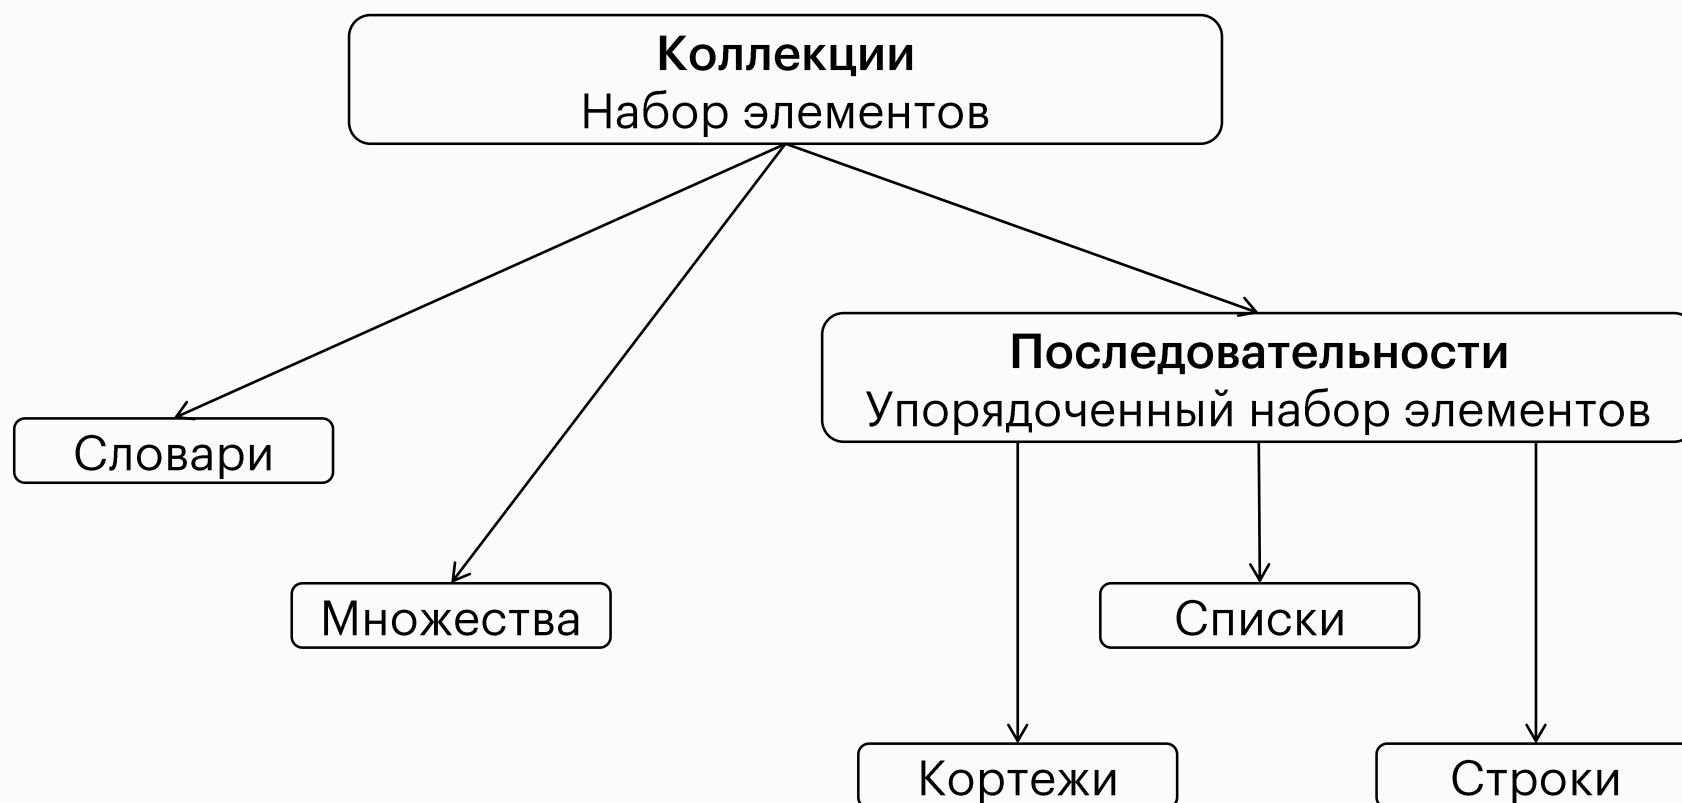 Коллекции
Набор элементов
Последовательности
Упорядоченный набор элементов
Словари
Множества
Списки
Кортежи
Строки